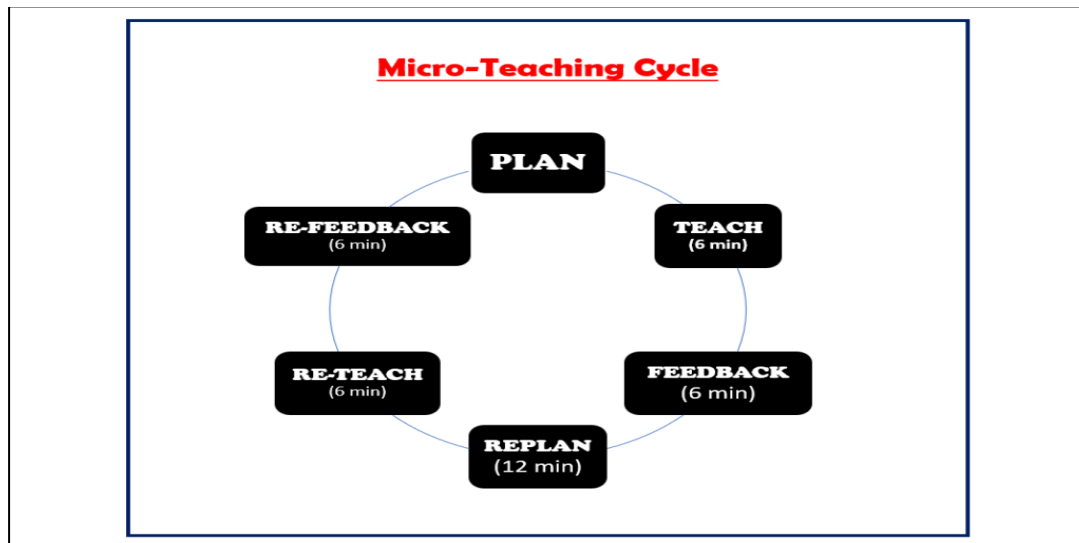 Micro-Teaching Cycle
PLAN
TEACH
(6 min)
FEEDBACK
(6 min)
REPLAN
(12 min)
RE-TEACH
(6 min)
RE-FEEDBACK
(6 min)